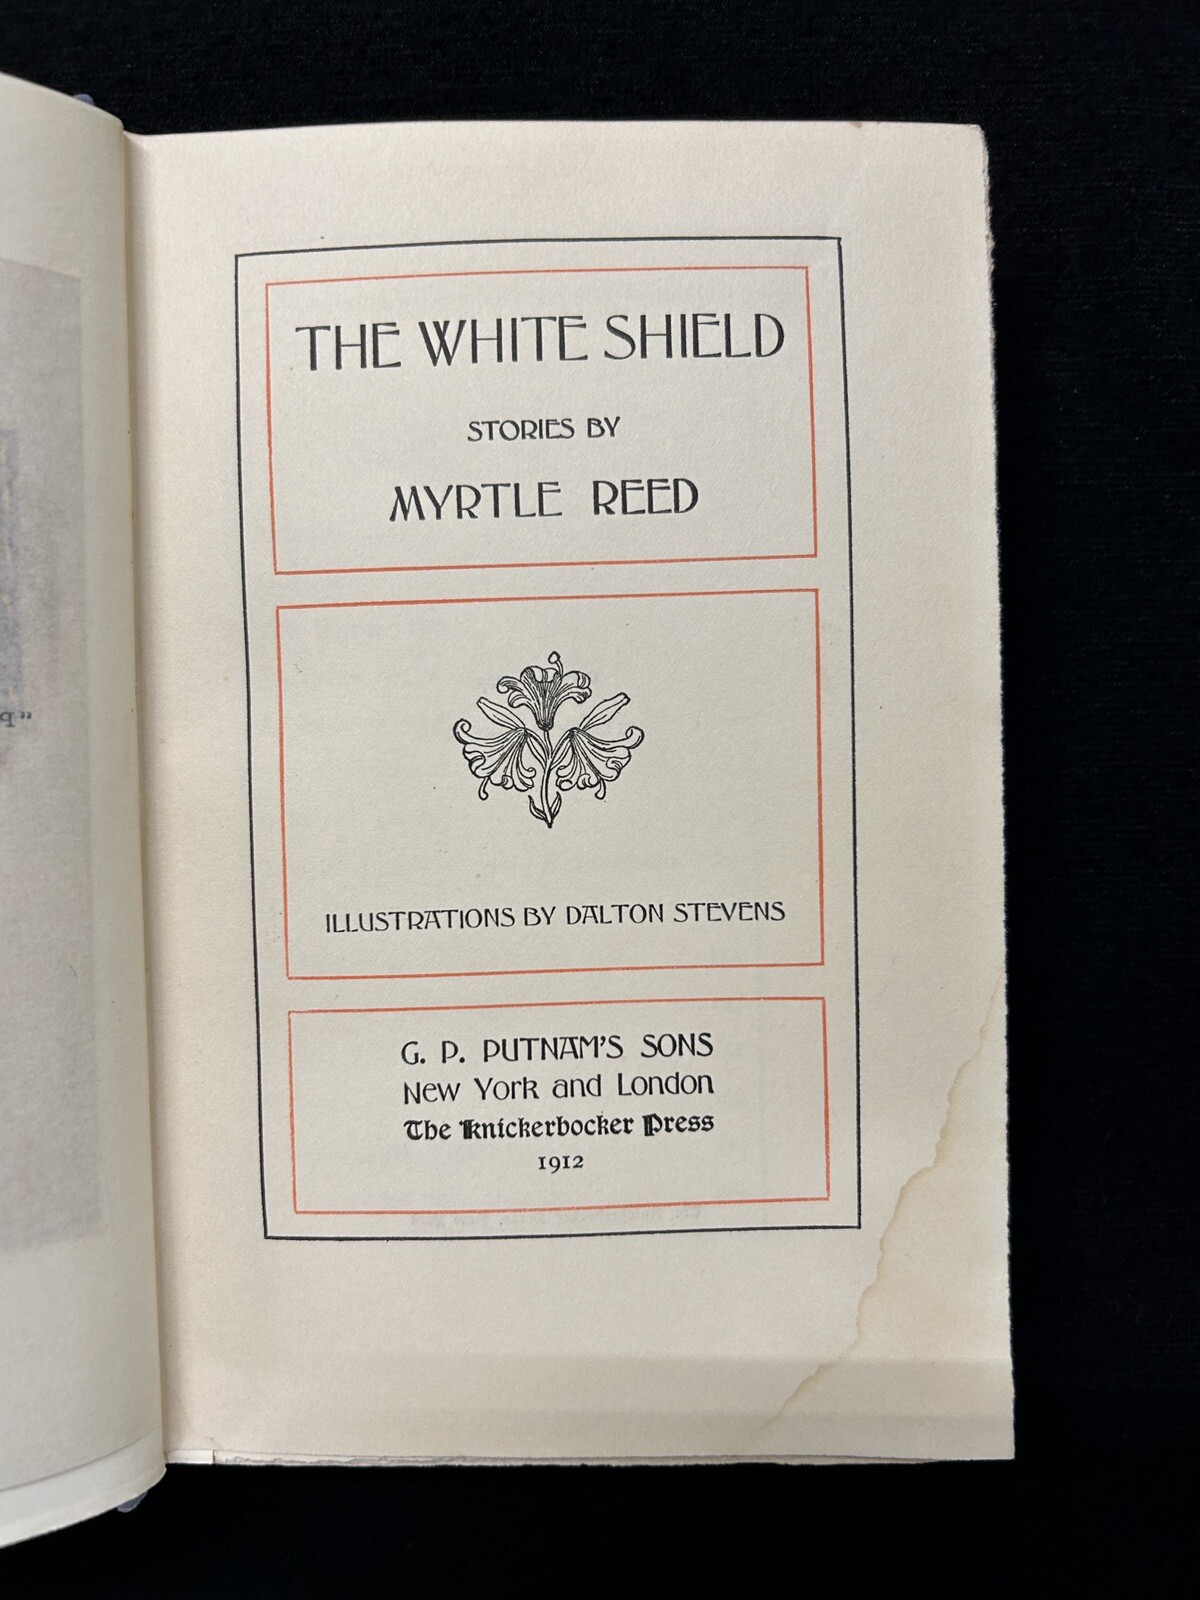 THE WHITE SHIELD
STORIES BY
MYRTLE REED
ILLUSTRATIONS BY DALTON STEVENS
G. P. PUTNAM'S SONS
New York and London
The Knickerbocker Press
1912